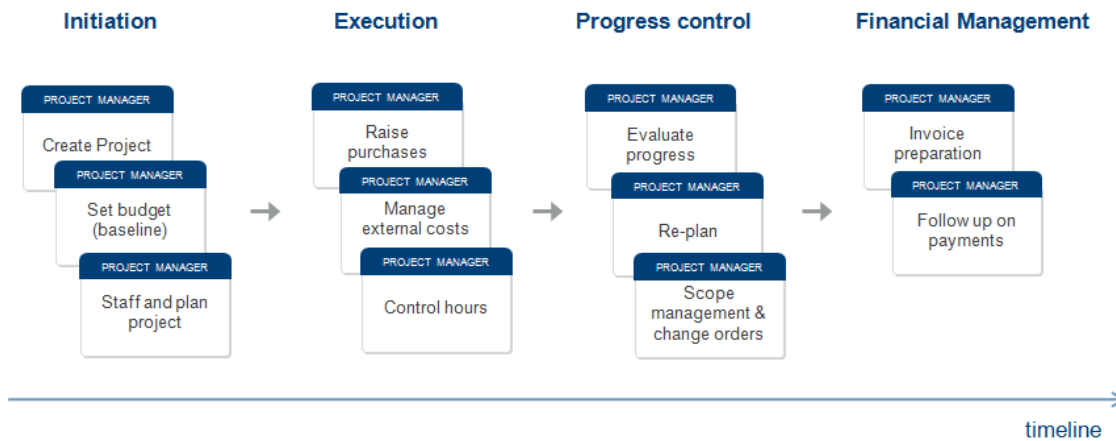 Initiation
Execution
Progress control
Financial Management
PROJECT MANAGER
Create Project
PROJECT MANAGER
Set budget
(baseline)
PROJECT MANAGER
Staff and plan
project
PROJECT MANAGER
Raise
purchases
PROJECT MANAGER
Manage
external costs
PROJECT MANAGER
Control hours
PROJECT MANAGER
Evaluate
progress
PROJECT MANAGER
Re-plan
PROJECT MANAGER
Scope
management &
change orders
PROJECT MANAGER
Invoice
preparation
PROJECT MANAGER
Follow up on
payments
timeline